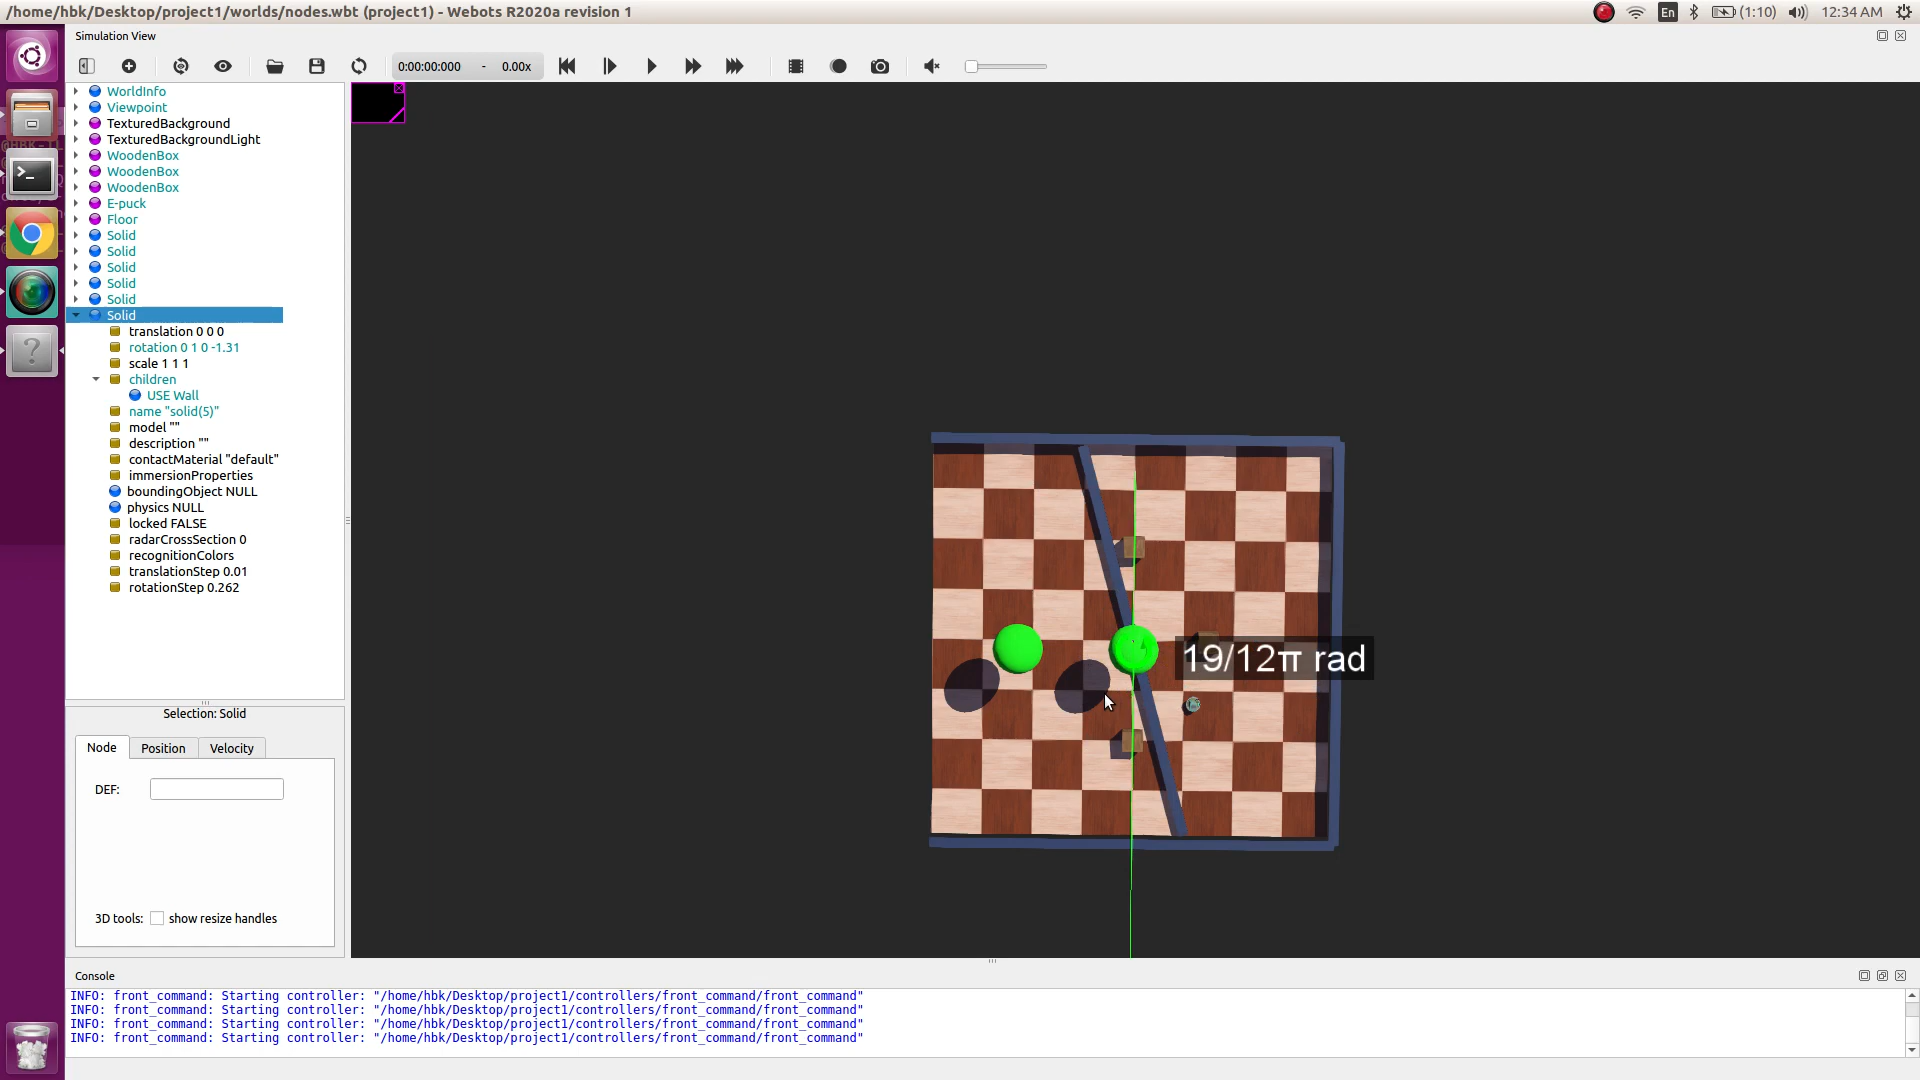 /home/hbk/Desktop/project1/worlds/nodes.wbt (project1) - Webots R2020a revision 1
En
(1:10)
12:34 AM
Simulation View
0:00:00:000 - 0.00x
WorldInfo
Viewpoint
TexturedBackground
TexturedBackgroundLight
WoodenBox
WoodenBox
WoodenBox
E-puck
Floor
Solid
Solid
Solid
Solid
Solid
Solid
translation 0 0 0
rotation 0 1 0 -1.31
scale 1 1 1
children
USE Wall
name "solid(5)"
model ""
description ""
contactMaterial "default"
immersionProperties
boundingObject NULL
physics NULL
locked FALSE
radarCrossSection 0
recognitionColors
translationStep 0.01
rotationStep 0.262
19/12π rad
Selection: Solid
Node Position Velocity
DEF:
3D tools: show resize handles
Console
INFO: front_command: Starting controller: "/home/hbk/Desktop/project1/controllers/front_command/front_command"
INFO: front_command: Starting controller: "/home/hbk/Desktop/project1/controllers/front_command/front_command"
INFO: front_command: Starting controller: "/home/hbk/Desktop/project1/controllers/front_command/front_command"
INFO: front_command: Starting controller: "/home/hbk/Desktop/project1/controllers/front_command/front_command"